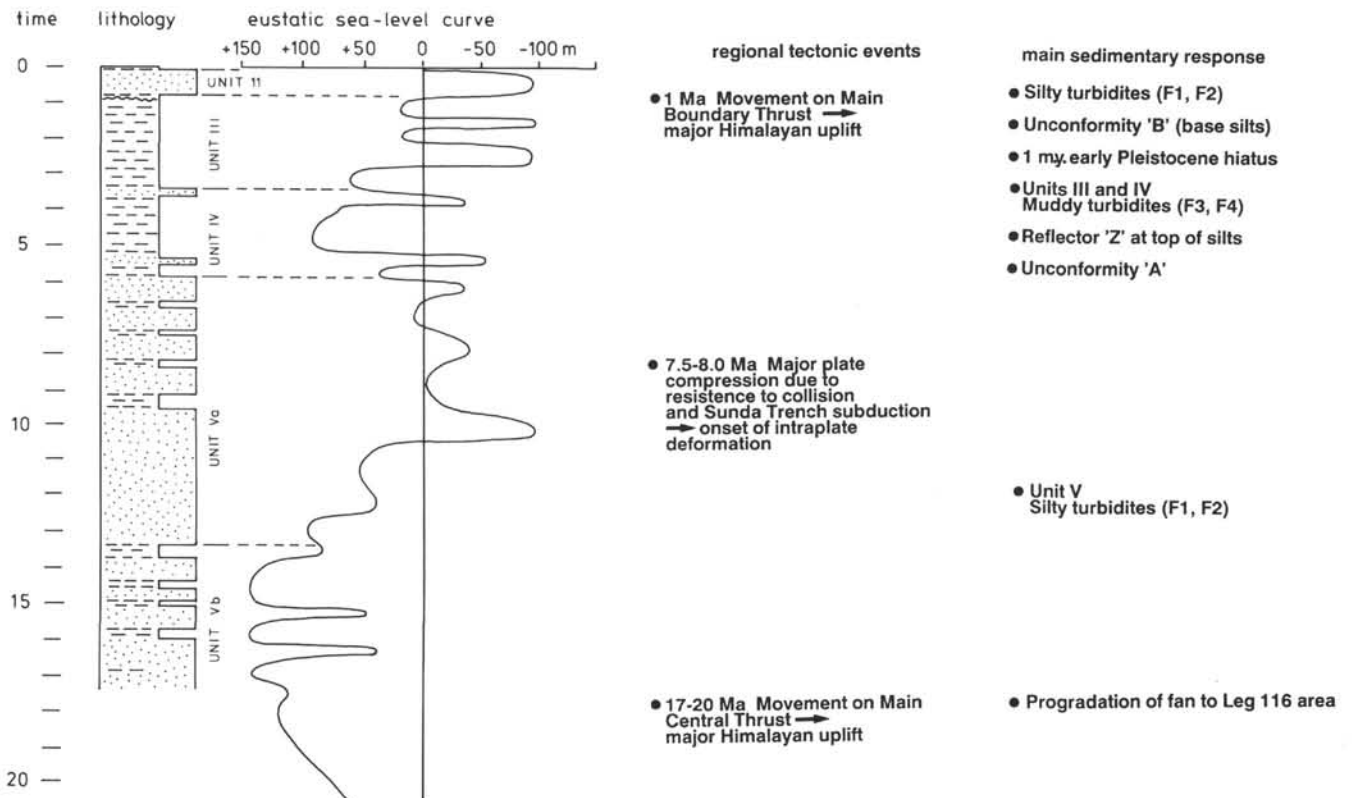 time
lithology
eustatic sea-level curve
+150 +100 +50 0 -50 -100 m
regional tectonic events
main sedimentary response
0
5
10
15
20
UNIT 11
UNIT III
UNIT IV
UNIT Va
UNIT Vb
● 1 Ma Movement on Main
Boundary Thrust →
major Himalayan uplift
● 7.5-8.0 Ma Major plate
compression due to
resistence to collision
and Sunda Trench subduction
→ onset of intraplate
deformation
● 17-20 Ma Movement on Main
Central Thrust →
major Himalayan uplift
● Silty turbidites (F1, F2)
● Unconformity 'B' (base silts)
● 1 my. early Pleistocene hiatus
● Units III and IV
Muddy turbidites (F3, F4)
● Reflector 'Z' at top of silts
● Unconformity 'A'
● Unit V
Silty turbidites (F1, F2)
● Progradation of fan to Leg 116 area